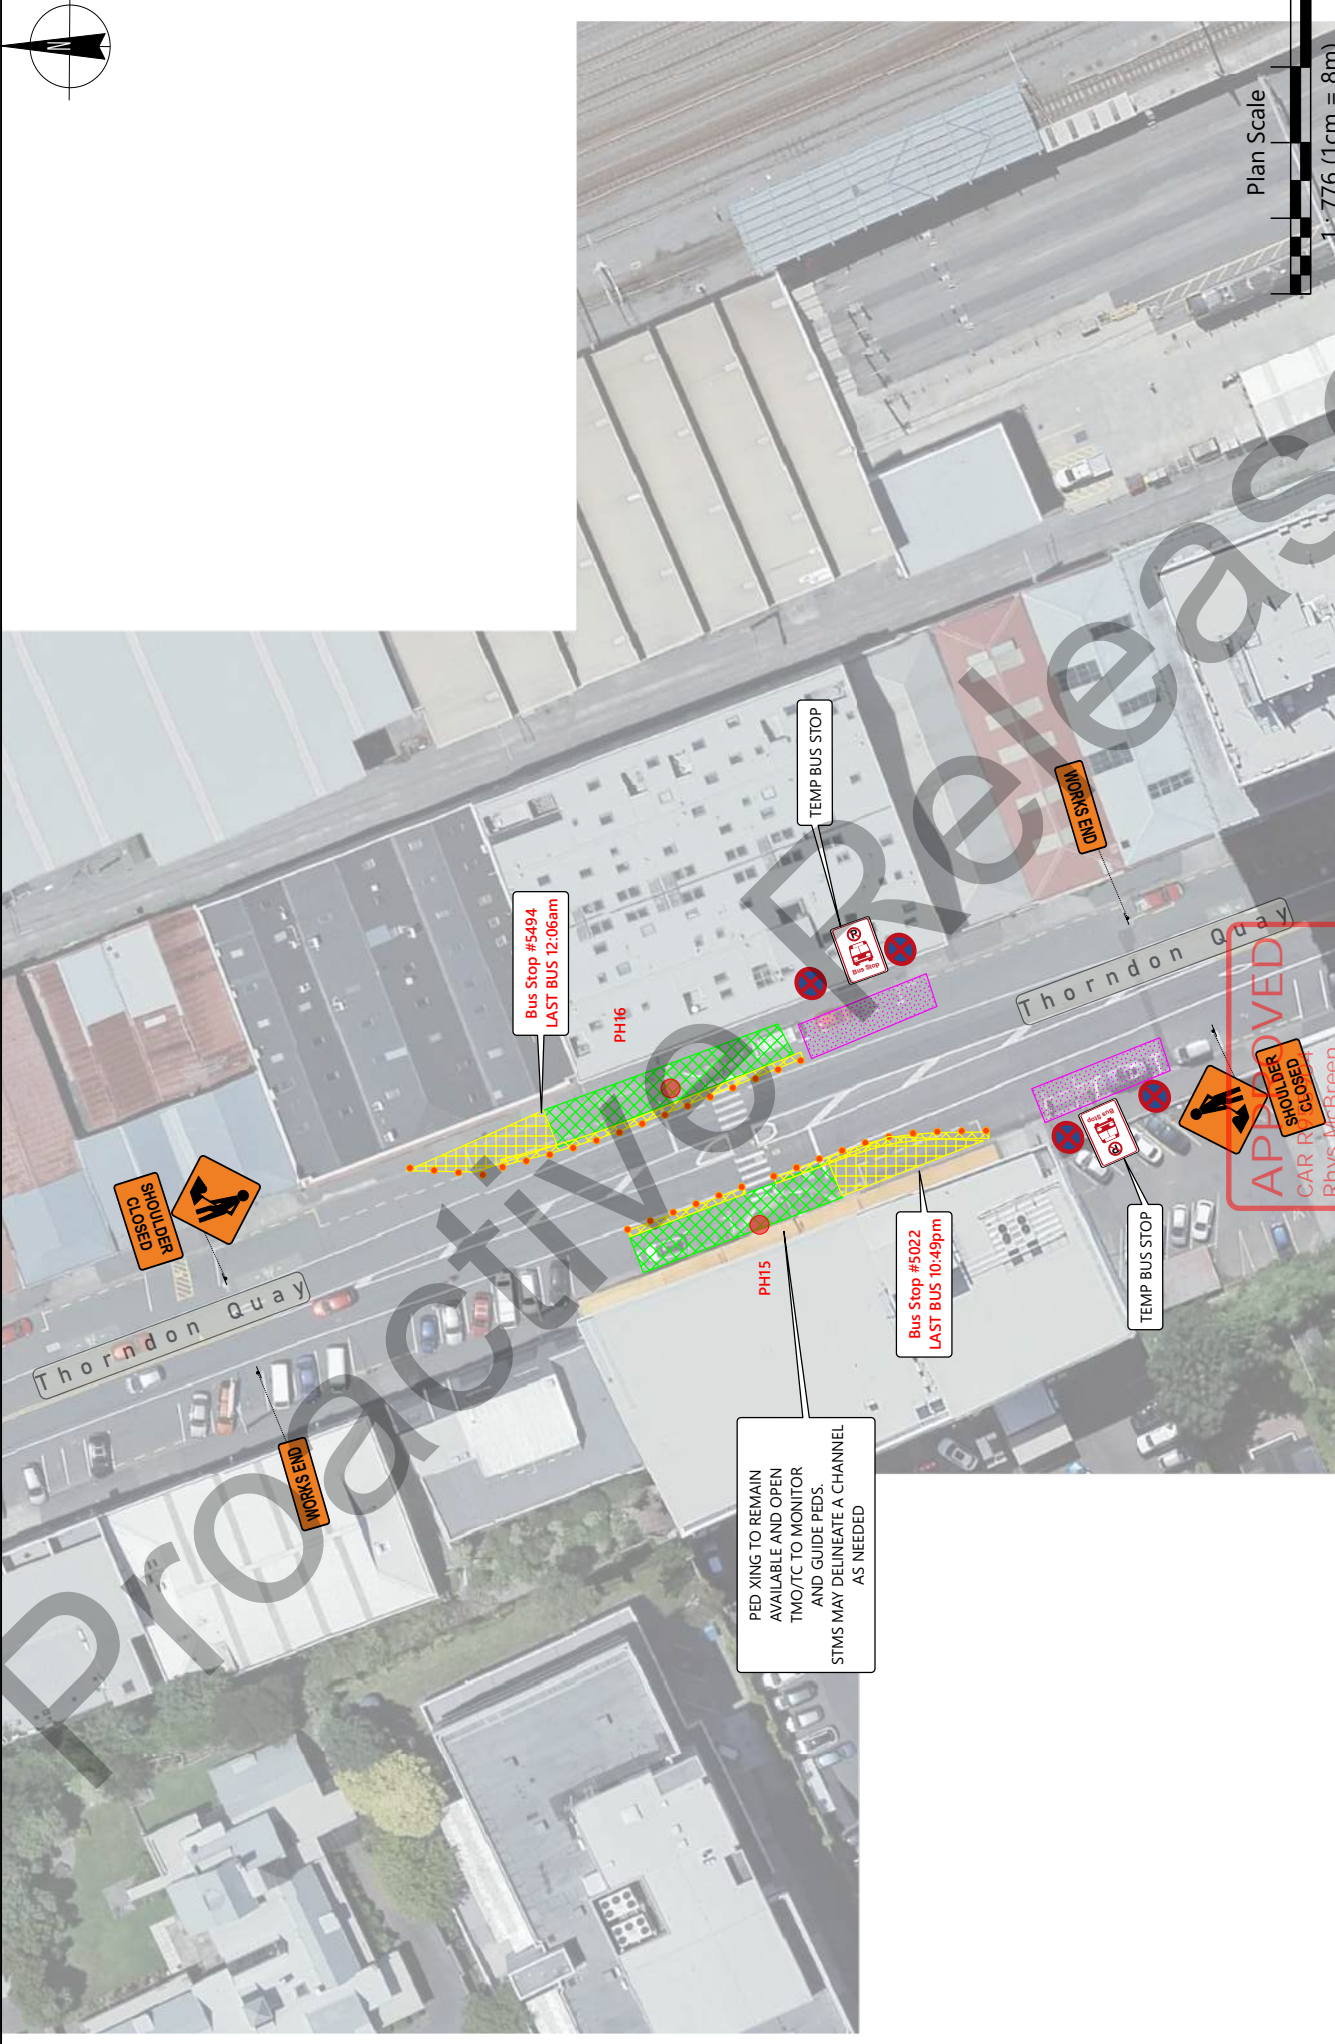 N
Plan Scale
1 : 776 (1cm = 8m)
TEMP BUS STOP
WORKS END
Bus Stop #5494
LAST BUS 12:06am
PH16
Bus Stop
P
Thorndon Quay
SHOULDER
CLOSED
Thorndon Quay
APPROVED
SHOULDER
CLOSED
PH15
Bus Stop #5022
LAST BUS 10:49pm
Bus Stop
P
TEMP BUS STOP
WORKS END
PED XING TO REMAIN
AVAILABLE AND OPEN
TMO/TC TO MONITOR
AND GUIDE PEDS.
STMS MAY DELINEATE A CHANNEL
AS NEEDED
Proactive